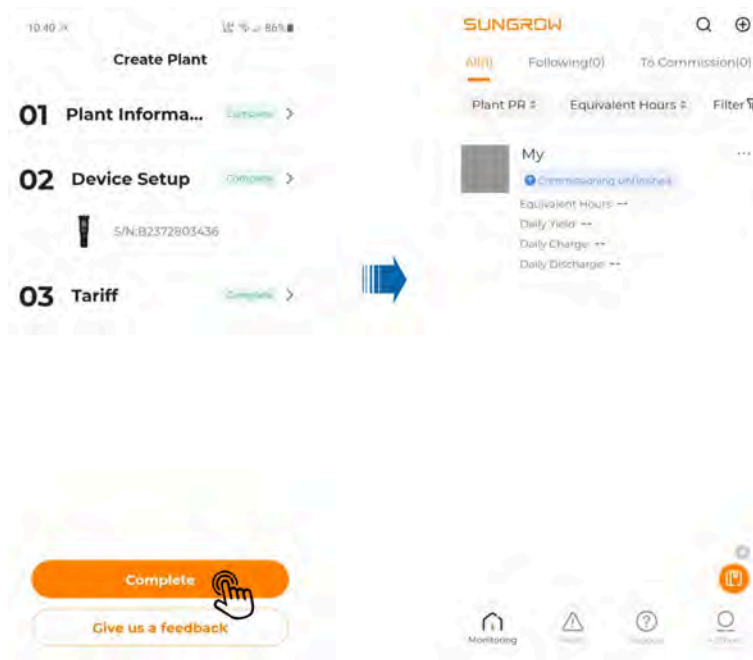 10:40
86%
Create Plant
01 Plant Informa... Complete >
02 Device Setup Complete >
S/N:B2372803436
03 Tariff Complete >
Complete
Give us a feedback
SUNGROW
All(1) Following(0) To Commission(0)
Plant PR Equivalent Hours Filter
My ...
Commissioning unfinished
Equivalent Hours: --
Daily Yield: --
Daily Charge: --
Daily Discharge: --
Monitoring